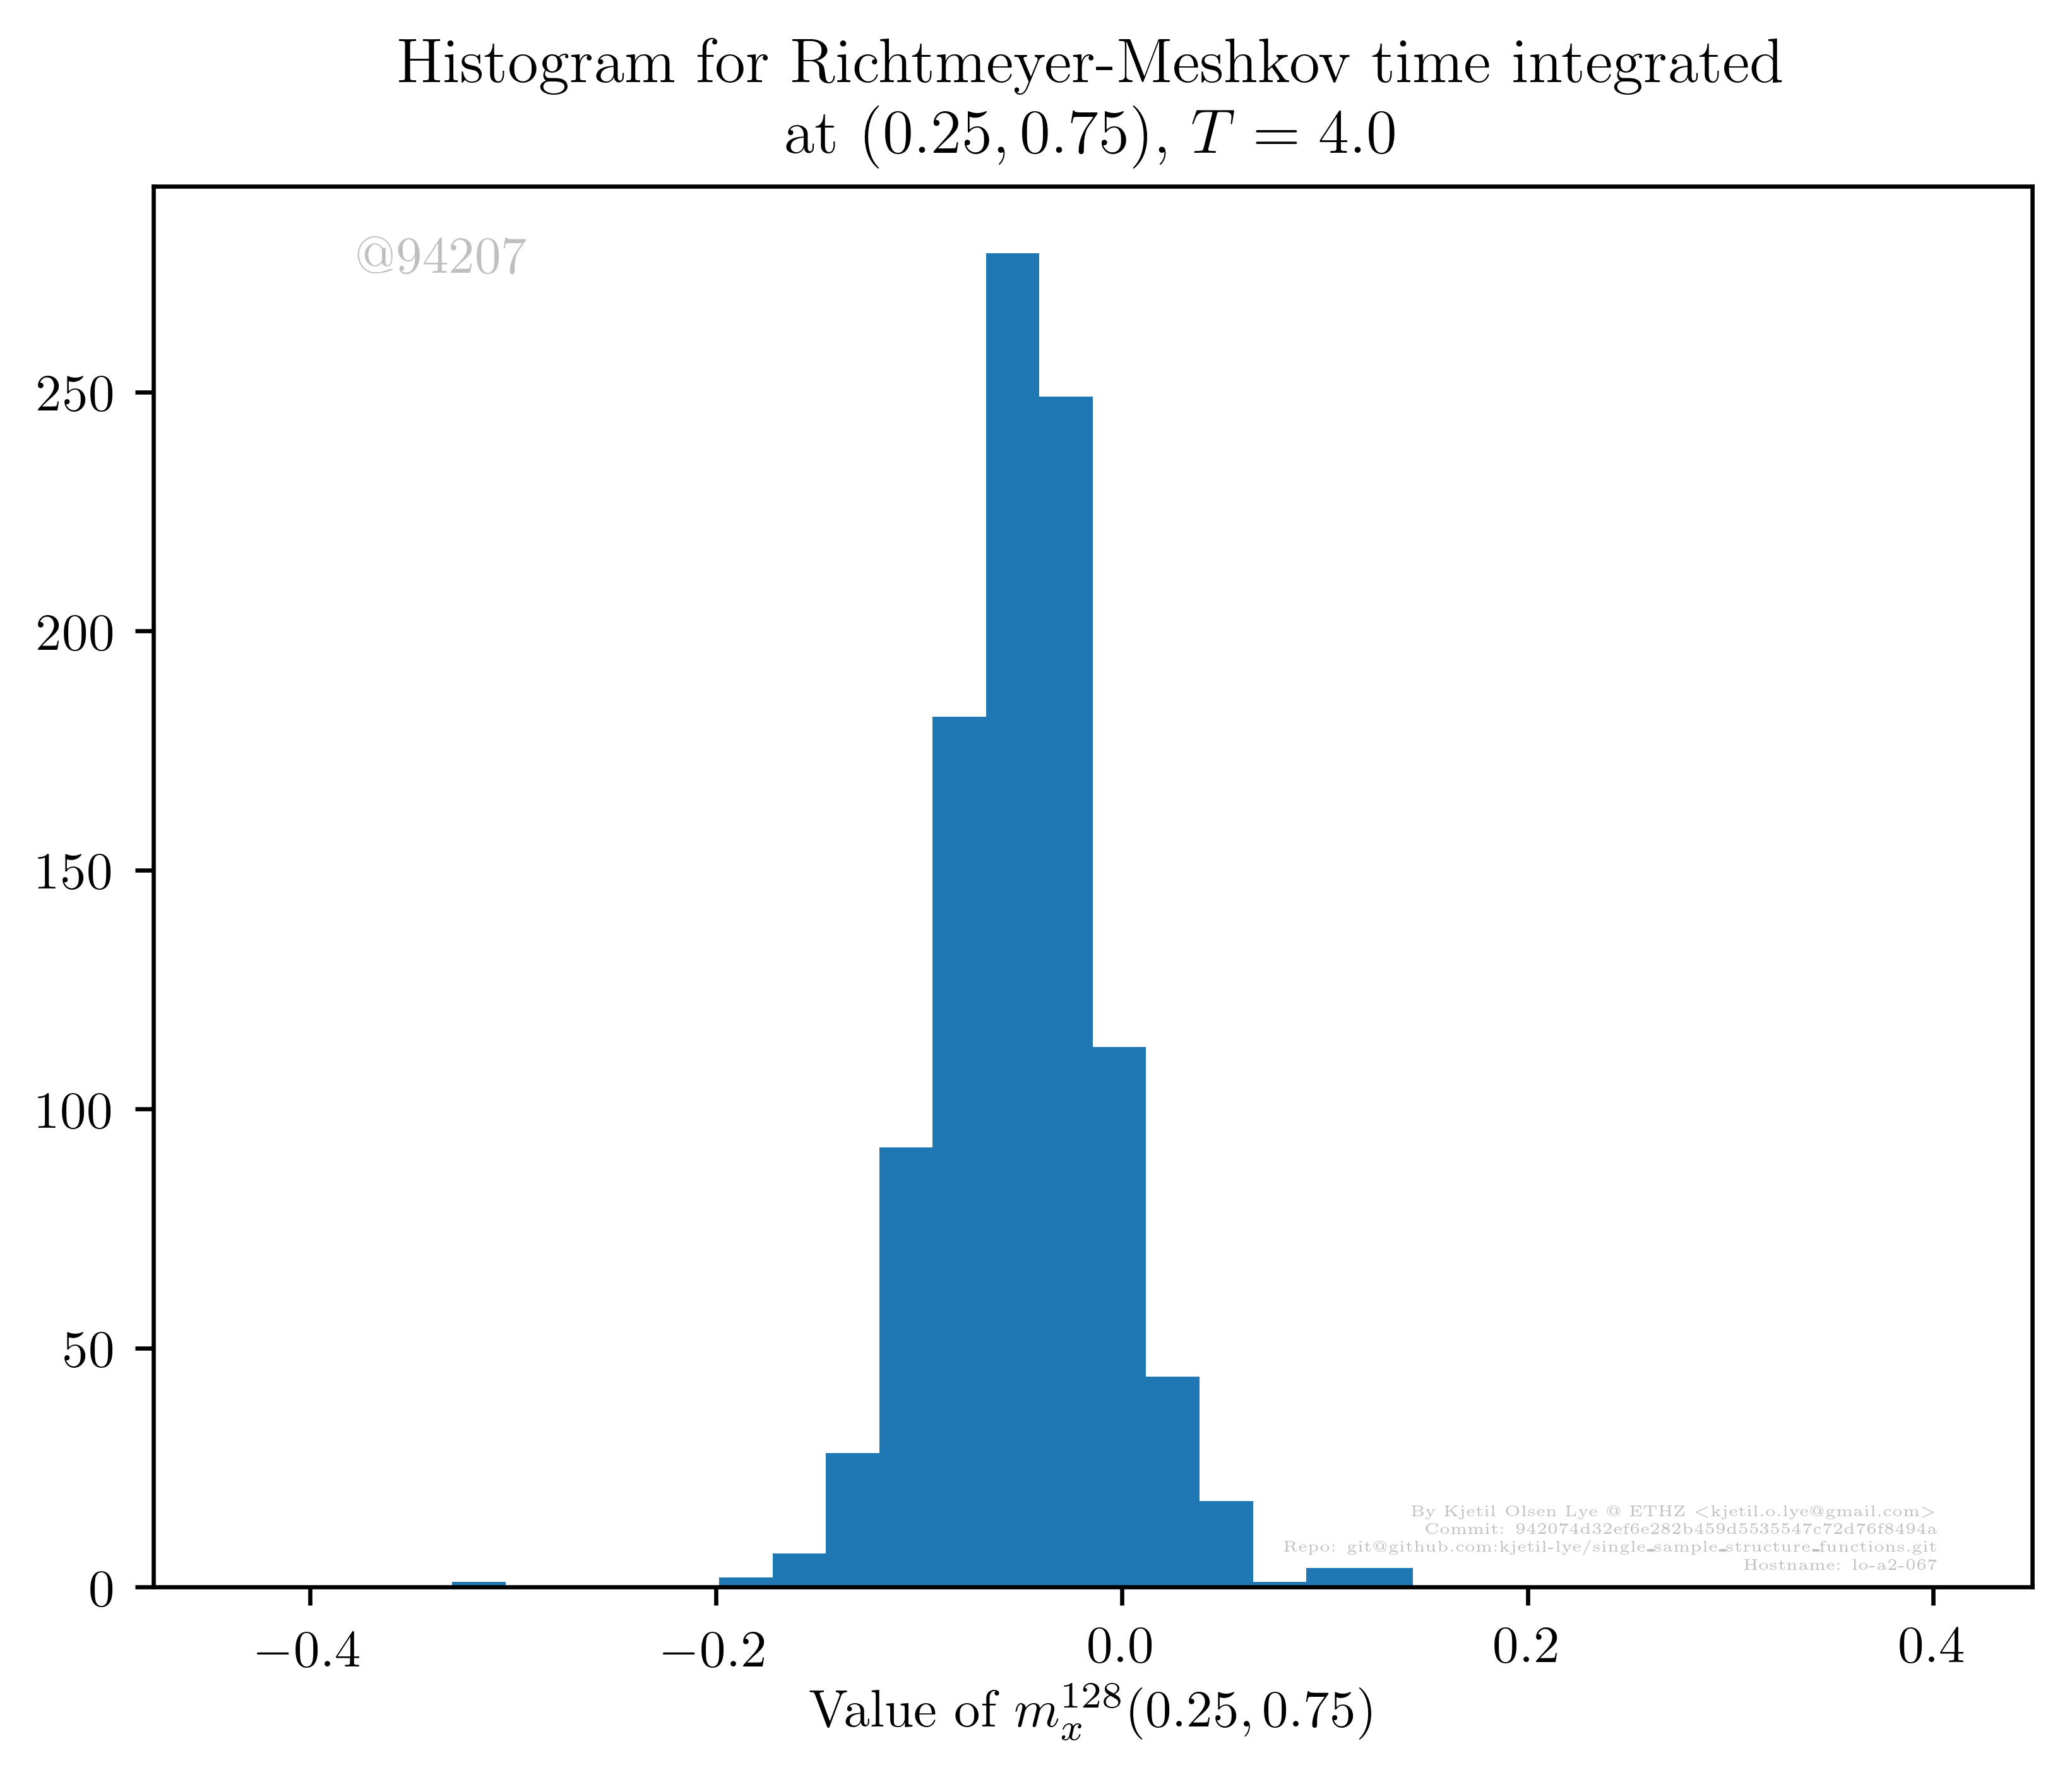 Histogram for Richtmeyer-Meshkov time integrated
at (0.25, 0.75), T = 4.0
@94207
250
200
150
100
50
0
−0.4
−0.2
0.0
0.2
0.4
Value of m_x^128(0.25, 0.75)
By Kjetil Olsen Lye @ ETHZ <kjetil.o.lye@gmail.com>
Commit: 942074d32ef6e282b459d5535547c72d76f8494a
Repo: git@github.com:kjetil-lye/single_sample_structure_functions.git
Hostname: lo-a2-067